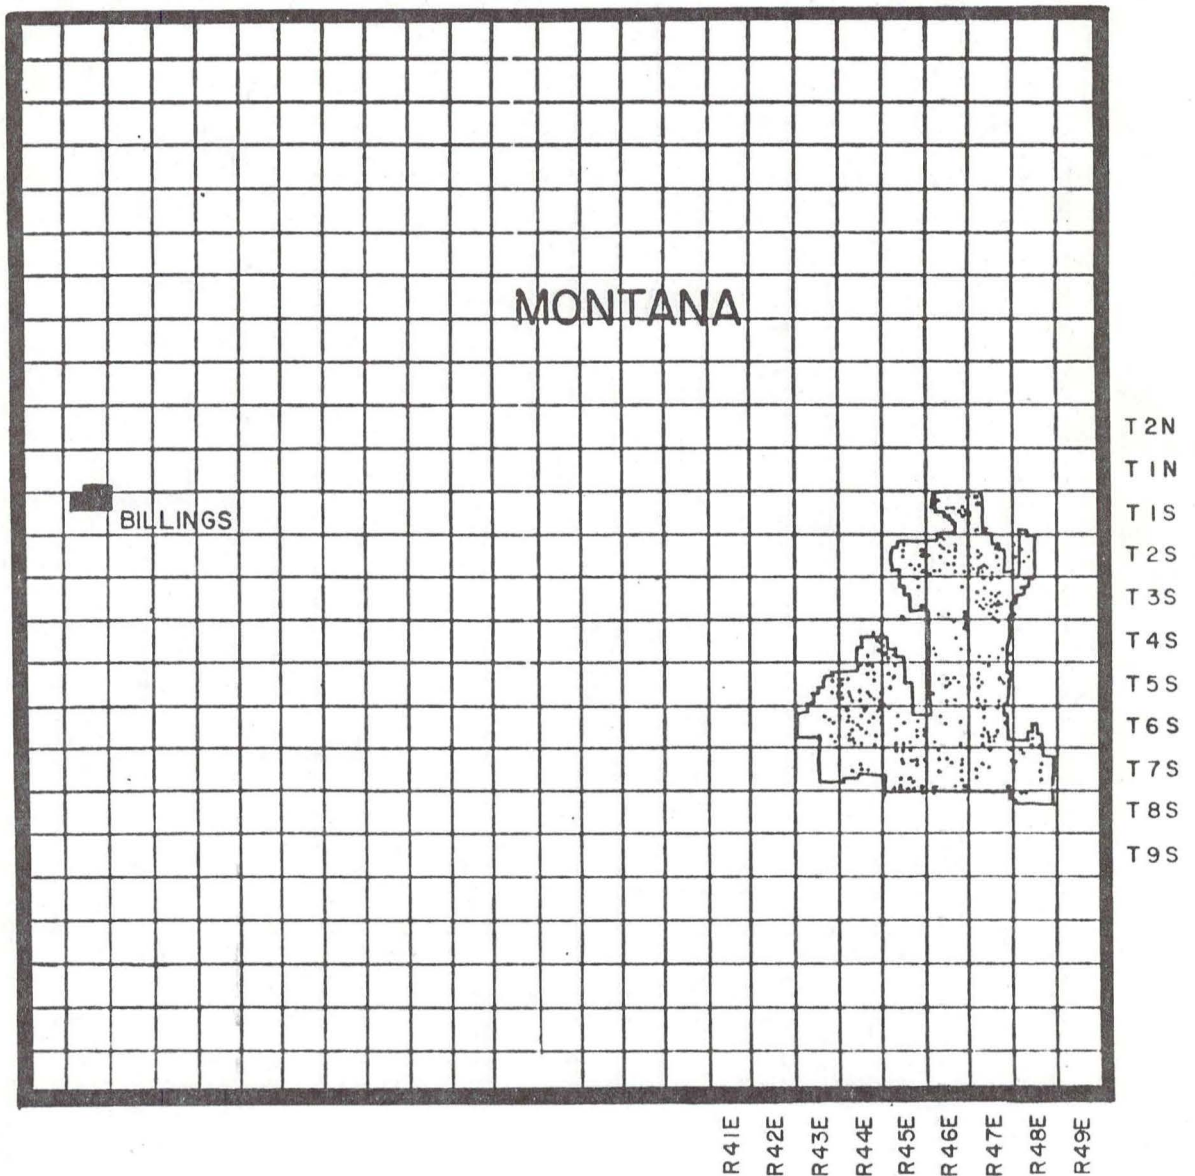 MONTANA
BILLINGS
T2N
T1N
T1S
T2S
T3S
T4S
T5S
T6S
T7S
T8S
T9S
R41E
R42E
R43E
R44E
R45E
R46E
R47E
R48E
R49E